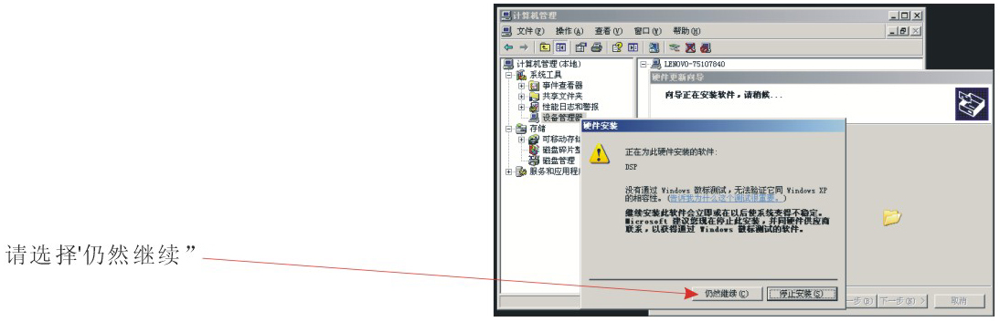 计算机管理
文件(F) 操作(A) 查看(V) 窗口(W) 帮助(H)
计算机管理(本地)
系统工具
事件查看器
共享文件夹
性能日志和警报
设备管理器
存储
可移动存储
磁盘碎片整
磁盘管理
服务和应用程
LENOVO-75107840
硬件更新向导
向导正在安装软件，请稍候...
硬件安装
正在为此硬件安装的软件:
DSP
没有通过 Windows 徽标测试，无法验证它同 Windows XP
的相容性。(告诉我为什么这个测试很重要。)
继续安装此软件会立即或在以后使系统变得不稳定。
Microsoft 建议您现在停止此安装，并同硬件供应商
联系，以获得通过 Windows 徽标测试的软件。
仍然继续(C) 停止安装(S)
一步(B) 下一步(N) > 取消
请选择'仍然继续”